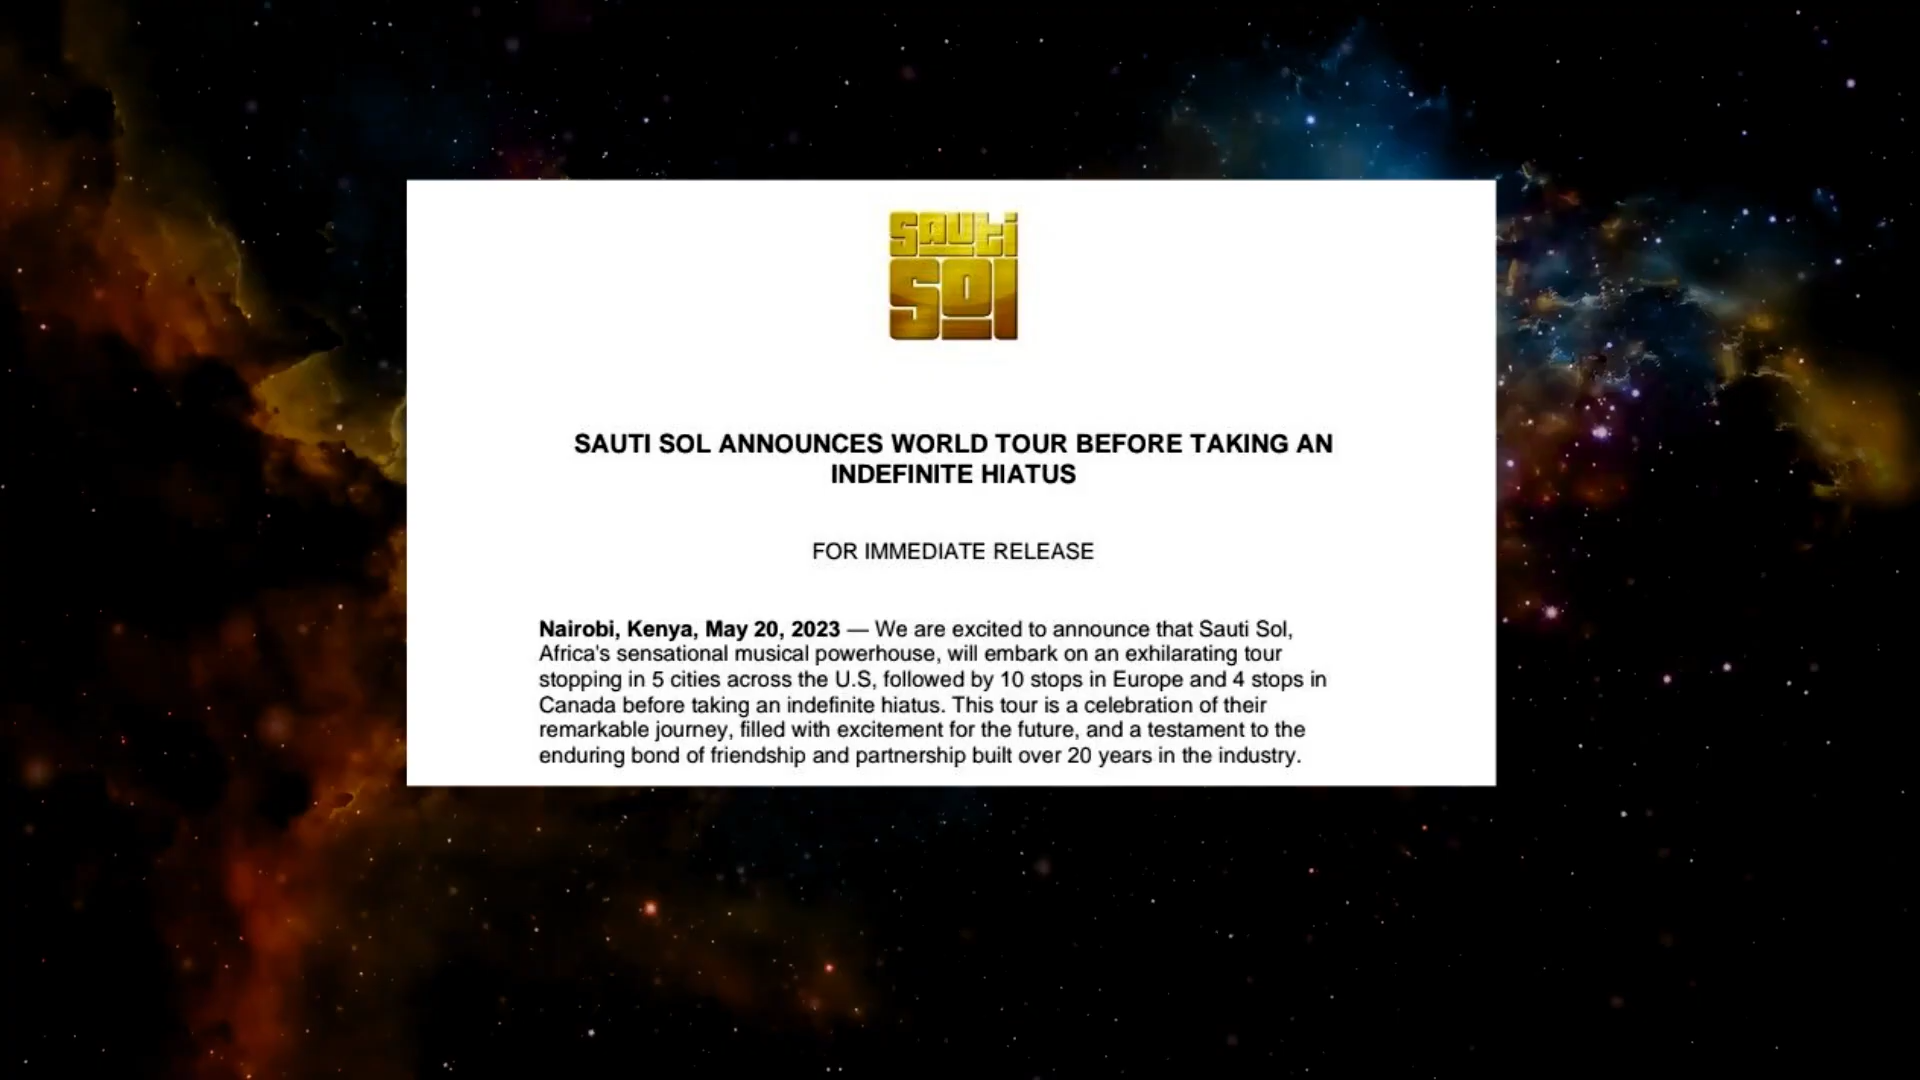 SAUTI
SOL
SAUTI SOL ANNOUNCES WORLD TOUR BEFORE TAKING AN
INDEFINITE HIATUS
FOR IMMEDIATE RELEASE
Nairobi, Kenya, May 20, 2023 — We are excited to announce that Sauti Sol,
Africa's sensational musical powerhouse, will embark on an exhilarating tour
stopping in 5 cities across the U.S, followed by 10 stops in Europe and 4 stops in
Canada before taking an indefinite hiatus. This tour is a celebration of their
remarkable journey, filled with excitement for the future, and a testament to the
enduring bond of friendship and partnership built over 20 years in the industry.